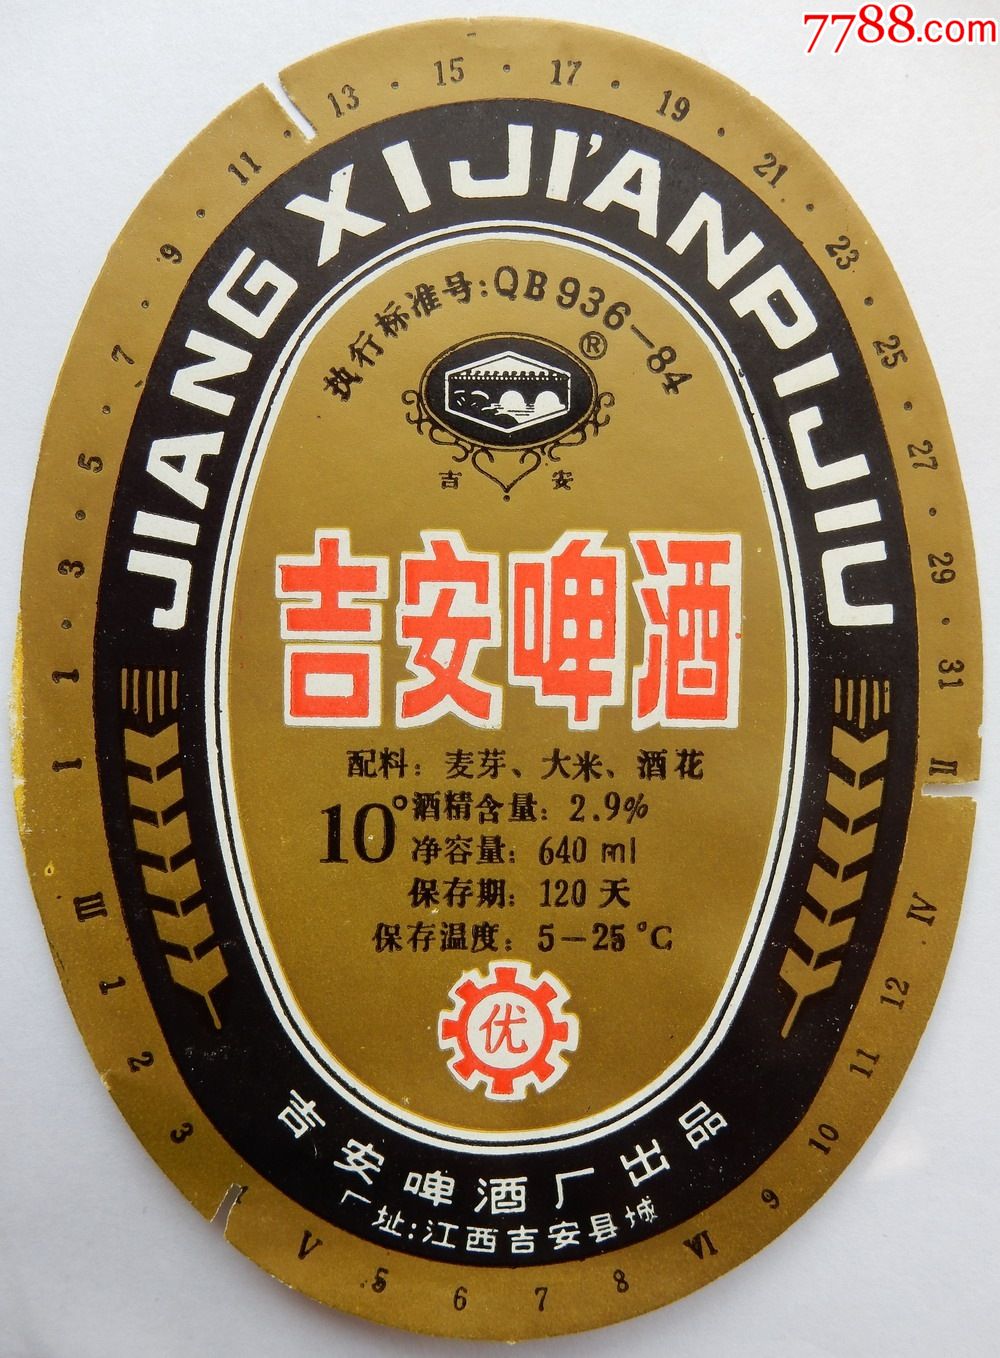 7788.com
11 · 13 · 15 · 17 · 19 · 21 · 23 · 25 · 27 · 29 · 31
9 · 7 · 5 · 3 · 1
JIANGXI JI'ANPIJIU
执行标准号:QB936—84
®
吉 安
吉安啤酒
配料：麦芽、大米、酒花
10°
酒精含量：2.9%
净容量：640 ml
保存期：120 天
保存温度：5－25 °C
优
吉安啤酒厂出品
厂址:江西吉安县城
I II III IV V VI
1 2 3 5 6 7 8 9 10 11 12